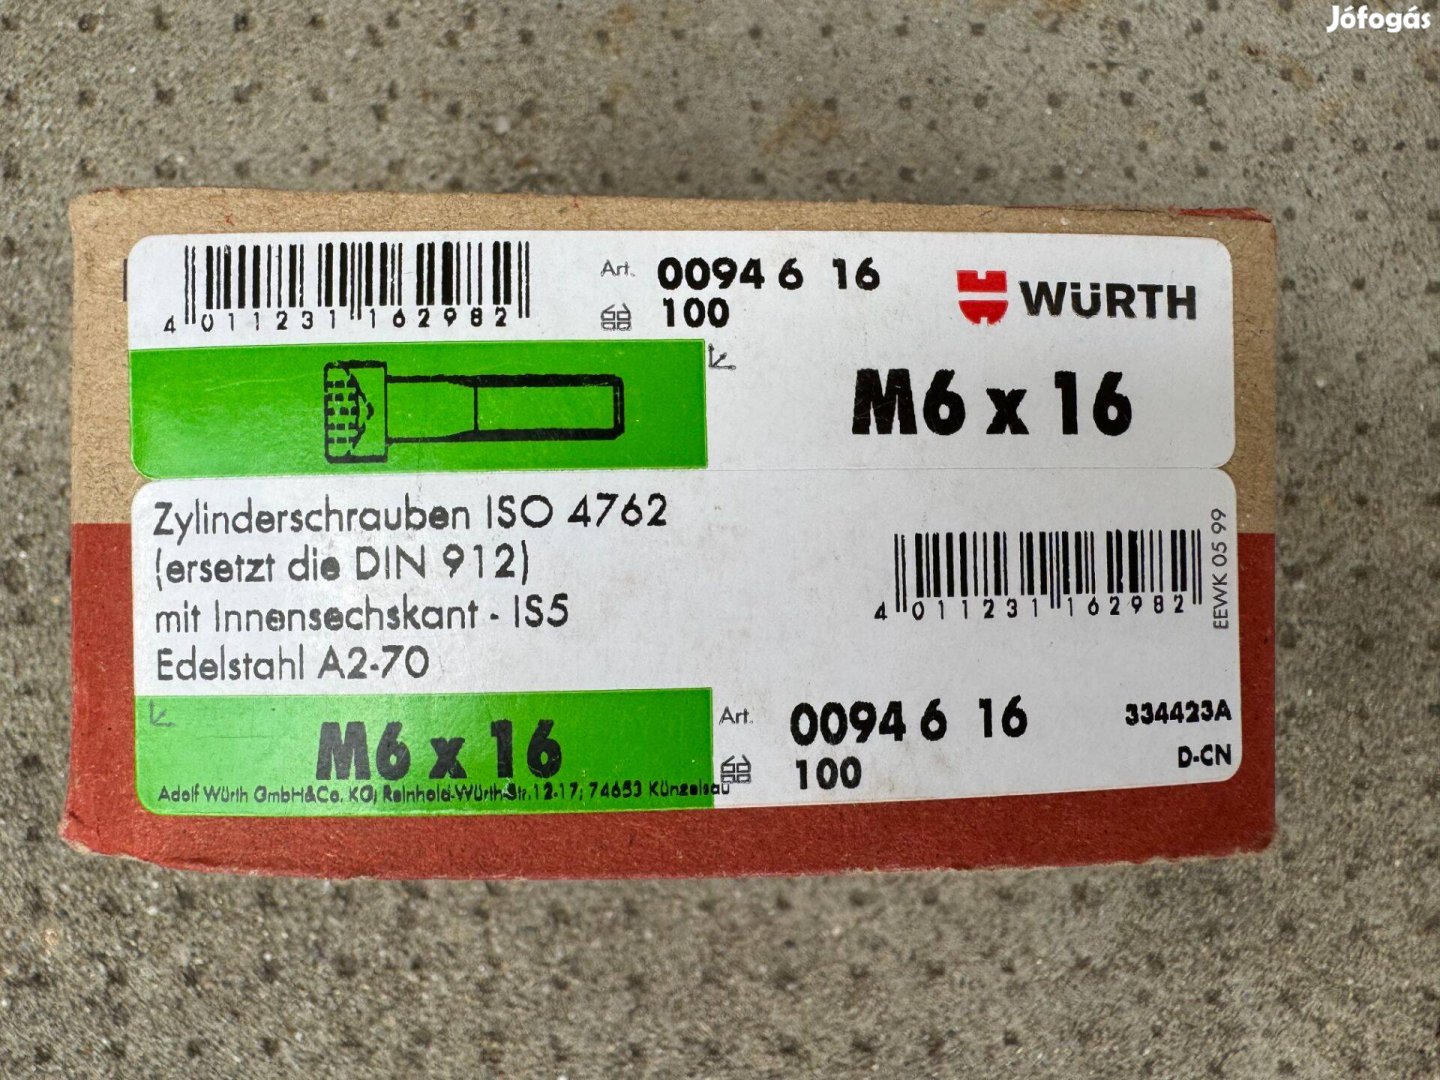 Jófogás
4 011231 162982
Art. 0094 6 16
100
WÜRTH
M6 x 16
Zylinderschrauben ISO 4762
(ersetzt die DIN 912)
mit Innensechskant - IS5
Edelstahl A2-70
4 011231 162982
EEWK 05 99
M6 x 16
Art. 0094 6 16
100
334423A
D-CN
Adolf Würth GmbH&Co. KG, Reinhold-Würth-Str.12-17, 74653 Künzelsau